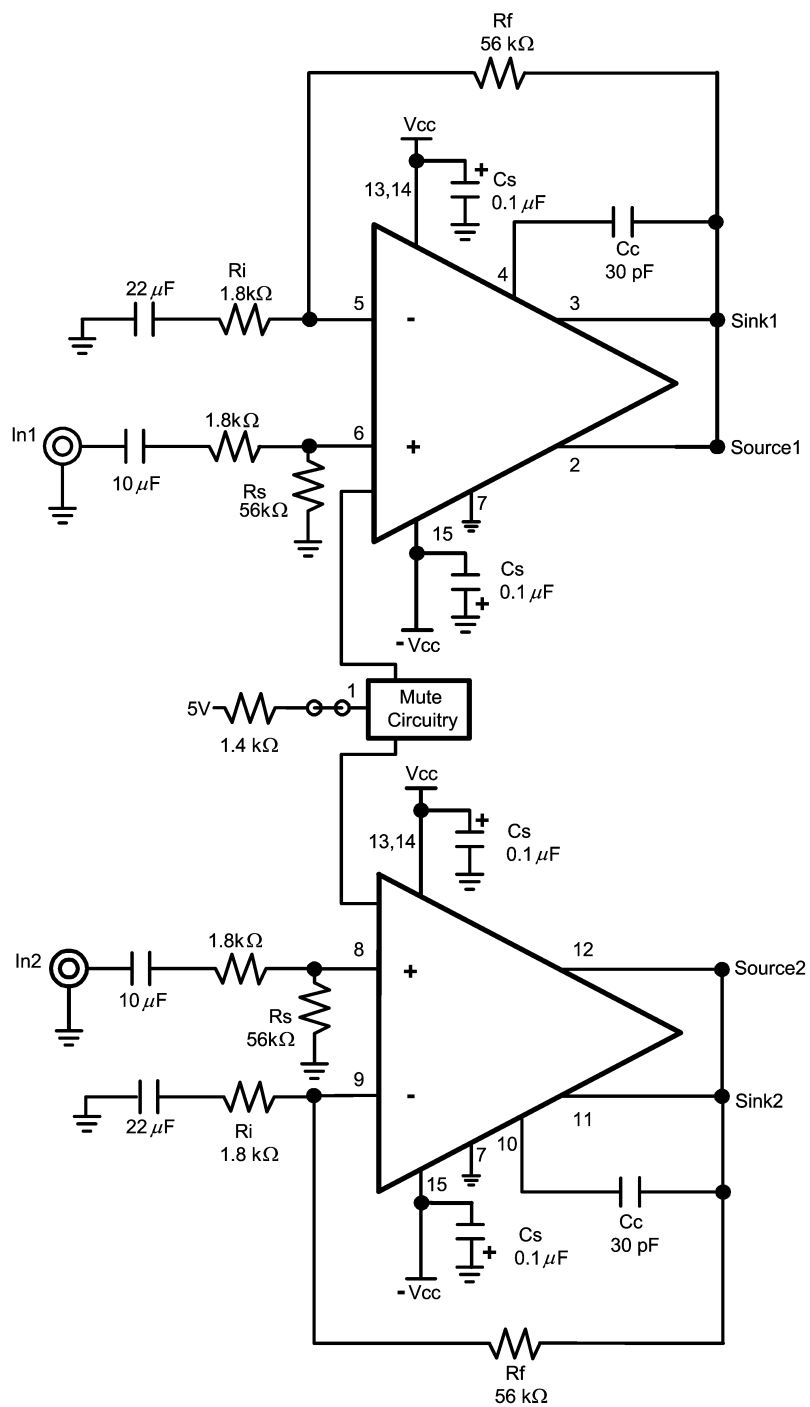 Rf
56 kΩ
Vcc
+
Cs
13,14
0.1 μF
4
Cc
30 pF
Ri
22 μF
1.8kΩ
5
-
3
Sink1
1.8kΩ
In1
6
+
Source1
10 μF
2
Rs
56kΩ
7
15
Cs
0.1 μF
+
-Vcc
1
Mute
Circuitry
5V
1.4 kΩ
Vcc
+
Cs
13,14
0.1 μF
1.8kΩ
12
In2
8
+
Source2
10 μF
Rs
56kΩ
9
-
Sink2
11
22 μF
Ri
1.8 kΩ
10
7
15
Cc
30 pF
Cs
+
0.1 μF
-Vcc
Rf
56 kΩ